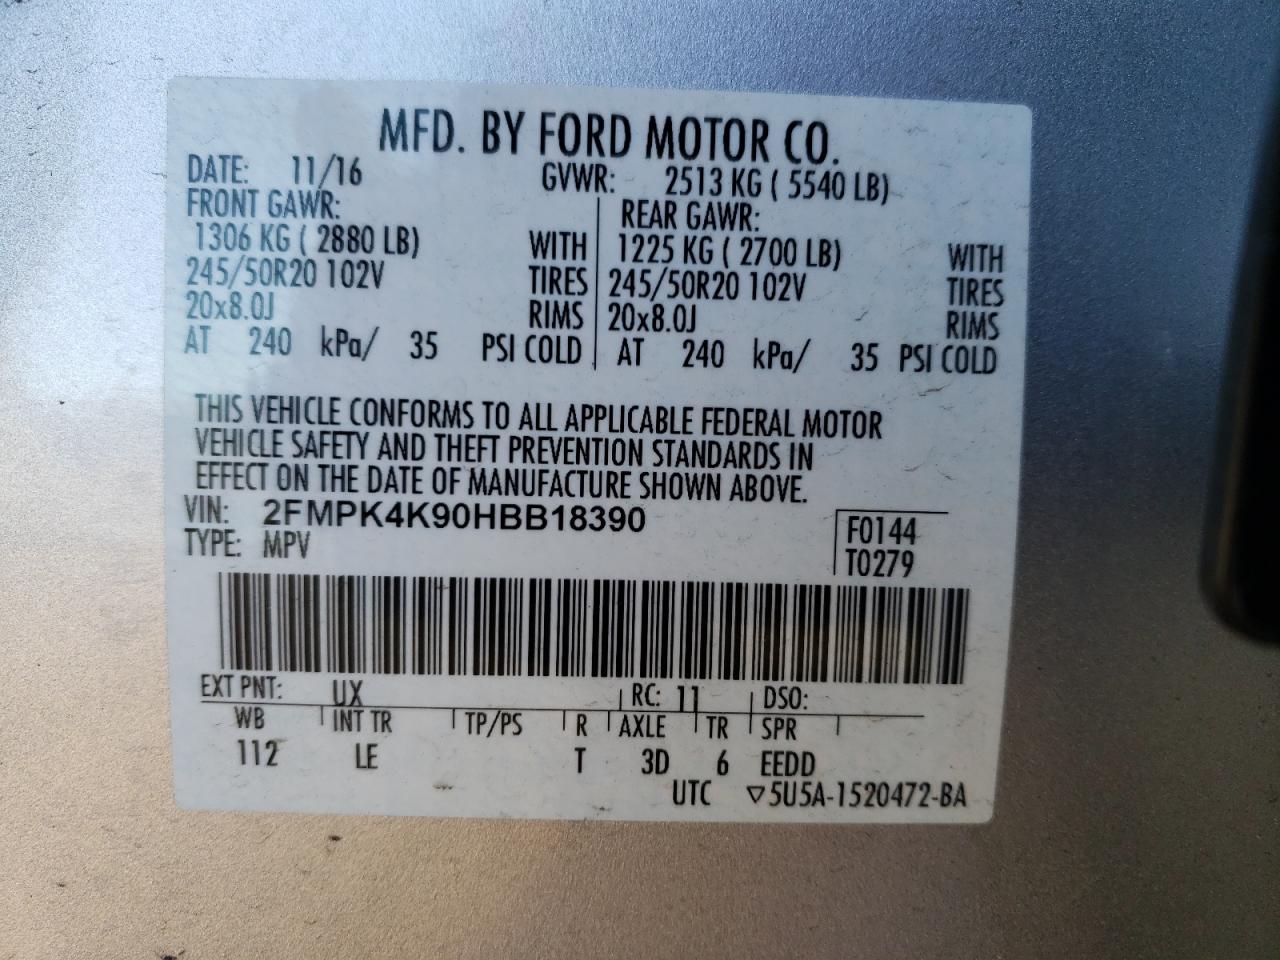 MFD. BY FORD MOTOR CO.
DATE: 11/16 GVWR: 2513 KG ( 5540 LB)
FRONT GAWR: REAR GAWR:
1306 KG ( 2880 LB) WITH 1225 KG ( 2700 LB) WITH
245/50R20 102V TIRES 245/50R20 102V TIRES
20x8.0J RIMS 20x8.0J RIMS
AT 240 kPa/ 35 PSI COLD AT 240 kPa/ 35 PSI COLD
THIS VEHICLE CONFORMS TO ALL APPLICABLE FEDERAL MOTOR
VEHICLE SAFETY AND THEFT PREVENTION STANDARDS IN
EFFECT ON THE DATE OF MANUFACTURE SHOWN ABOVE.
VIN: 2FMPK4K90HBB18390 F0144
TYPE: MPV T0279
EXT PNT: UX RC: 11 DSO:
WB INT TR TP/PS R AXLE TR SPR
112 LE T 3D 6 EEDD
UTC ▽5U5A-1520472-BA